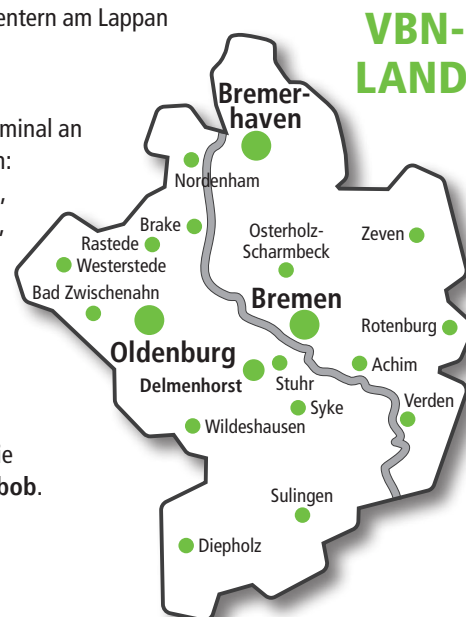 entern am Lappan
minal an
n:
,
,
ie
bob.
VBN-
LAND
Bremer-
haven
Nordenham
Brake
Osterholz-
Scharmbeck
Zeven
Rastede
Westerstede
Bad Zwischenahn
Bremen
Rotenburg
Oldenburg
Delmenhorst
Stuhr
Achim
Syke
Verden
Wildeshausen
Sulingen
Diepholz